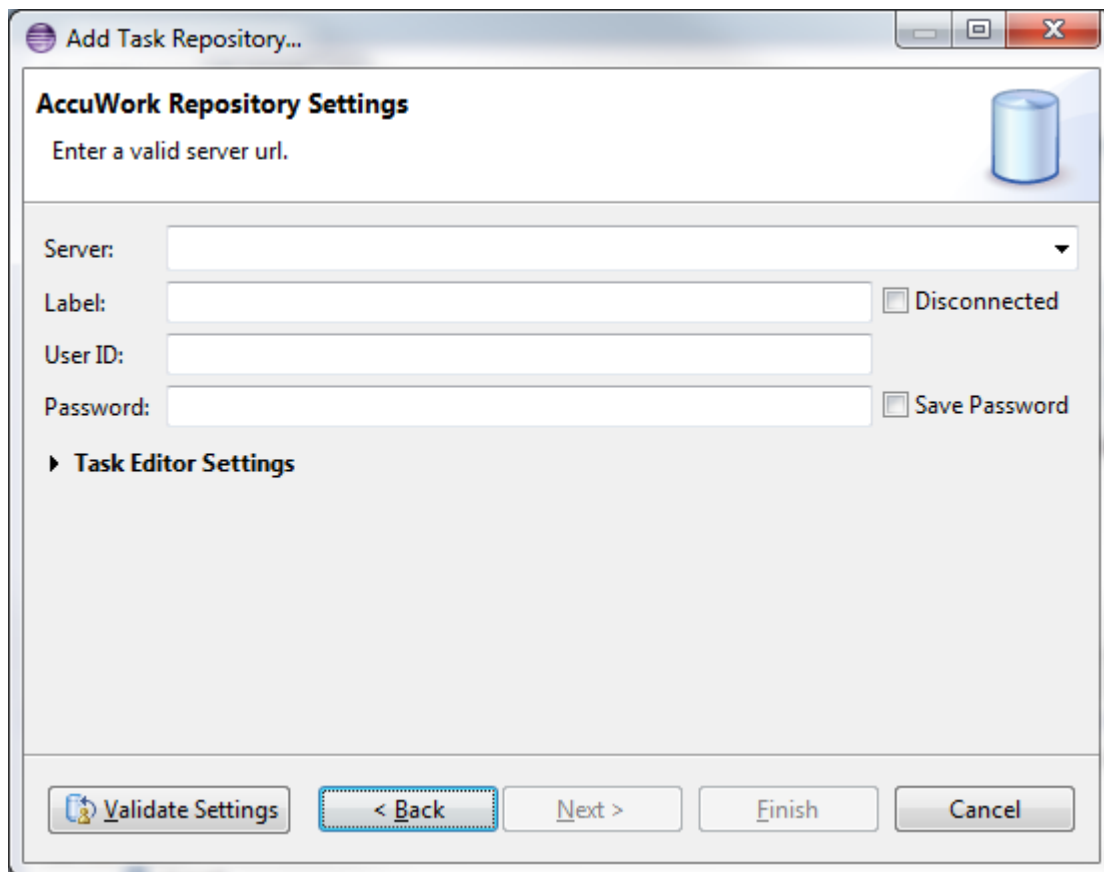 Add Task Repository...
AccuWork Repository Settings
Enter a valid server url.
Server:
Label:
Disconnected
User ID:
Password:
Save Password
Task Editor Settings
Validate Settings
< Back
Next >
Finish
Cancel